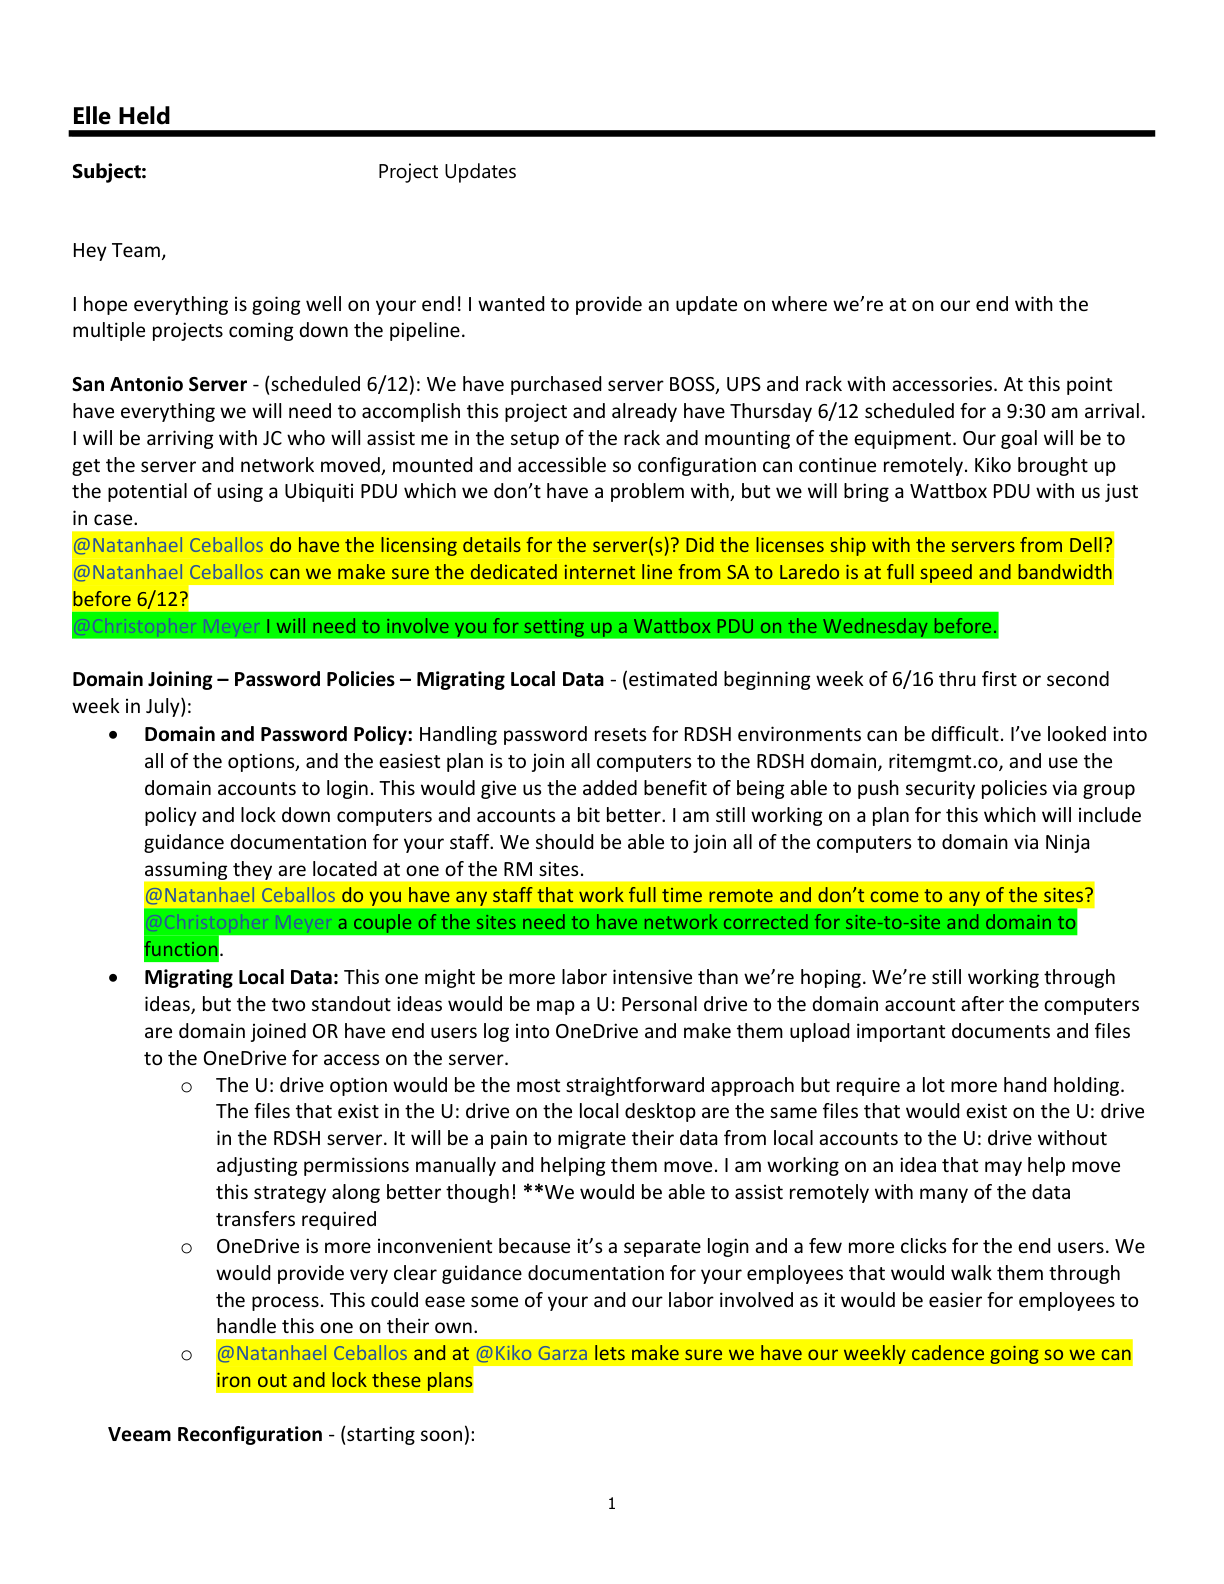 Elle Held
Subject: Project Updates
Hey Team,
I hope everything is going well on your end! I wanted to provide an update on where we’re at on our end with the
multiple projects coming down the pipeline.
San Antonio Server - (scheduled 6/12): We have purchased server BOSS, UPS and rack with accessories. At this point
have everything we will need to accomplish this project and already have Thursday 6/12 scheduled for a 9:30 am arrival.
I will be arriving with JC who will assist me in the setup of the rack and mounting of the equipment. Our goal will be to
get the server and network moved, mounted and accessible so configuration can continue remotely. Kiko brought up
the potential of using a Ubiquiti PDU which we don’t have a problem with, but we will bring a Wattbox PDU with us just
in case.
@Natanhael Ceballos do have the licensing details for the server(s)? Did the licenses ship with the servers from Dell?
@Natanhael Ceballos can we make sure the dedicated internet line from SA to Laredo is at full speed and bandwidth
before 6/12?
@Christopher Meyer I will need to involve you for setting up a Wattbox PDU on the Wednesday before.
Domain Joining – Password Policies – Migrating Local Data - (estimated beginning week of 6/16 thru first or second
week in July):
• Domain and Password Policy: Handling password resets for RDSH environments can be difficult. I’ve looked into
all of the options, and the easiest plan is to join all computers to the RDSH domain, ritemgmt.co, and use the
domain accounts to login. This would give us the added benefit of being able to push security policies via group
policy and lock down computers and accounts a bit better. I am still working on a plan for this which will include
guidance documentation for your staff. We should be able to join all of the computers to domain via Ninja
assuming they are located at one of the RM sites.
@Natanhael Ceballos do you have any staff that work full time remote and don’t come to any of the sites?
@Christopher Meyer a couple of the sites need to have network corrected for site-to-site and domain to
function.
• Migrating Local Data: This one might be more labor intensive than we’re hoping. We’re still working through
ideas, but the two standout ideas would be map a U: Personal drive to the domain account after the computers
are domain joined OR have end users log into OneDrive and make them upload important documents and files
to the OneDrive for access on the server.
o The U: drive option would be the most straightforward approach but require a lot more hand holding.
The files that exist in the U: drive on the local desktop are the same files that would exist on the U: drive
in the RDSH server. It will be a pain to migrate their data from local accounts to the U: drive without
adjusting permissions manually and helping them move. I am working on an idea that may help move
this strategy along better though! **We would be able to assist remotely with many of the data
transfers required
o OneDrive is more inconvenient because it’s a separate login and a few more clicks for the end users. We
would provide very clear guidance documentation for your employees that would walk them through
the process. This could ease some of your and our labor involved as it would be easier for employees to
handle this one on their own.
o @Natanhael Ceballos and at @Kiko Garza lets make sure we have our weekly cadence going so we can
iron out and lock these plans
Veeam Reconfiguration - (starting soon):
1